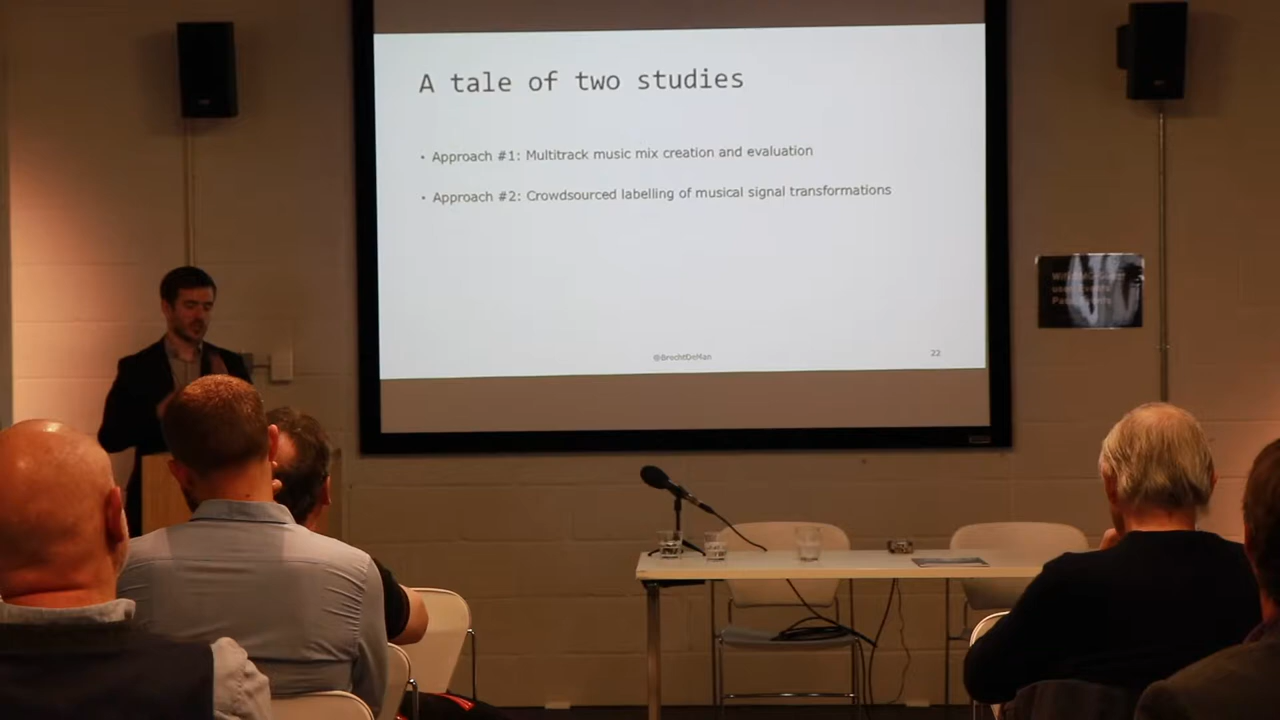 A tale of two studies
• Approach #1: Multitrack music mix creation and evaluation
• Approach #2: Crowdsourced labelling of musical signal transformations
@BrechtDeMan
22